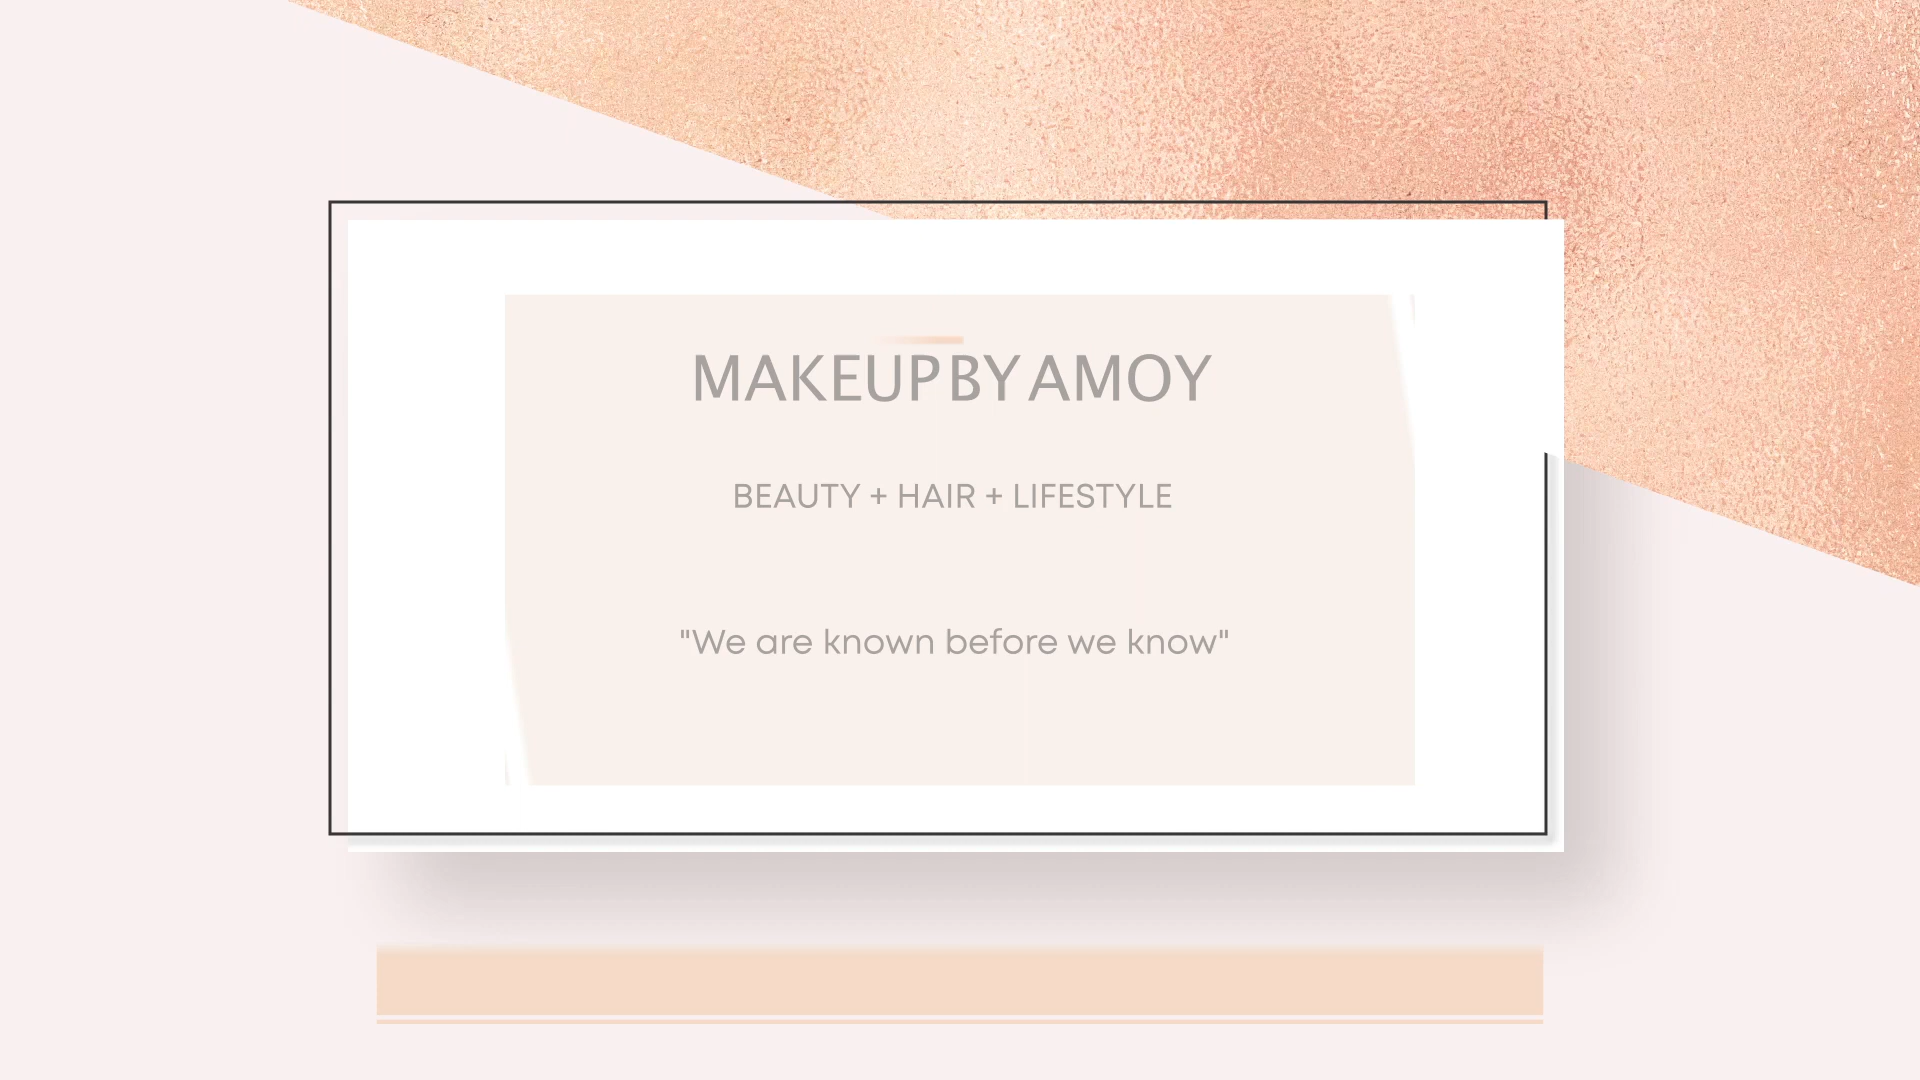 MAKEUP BY AMOY
BEAUTY + HAIR + LIFESTYLE
"We are known before we know"